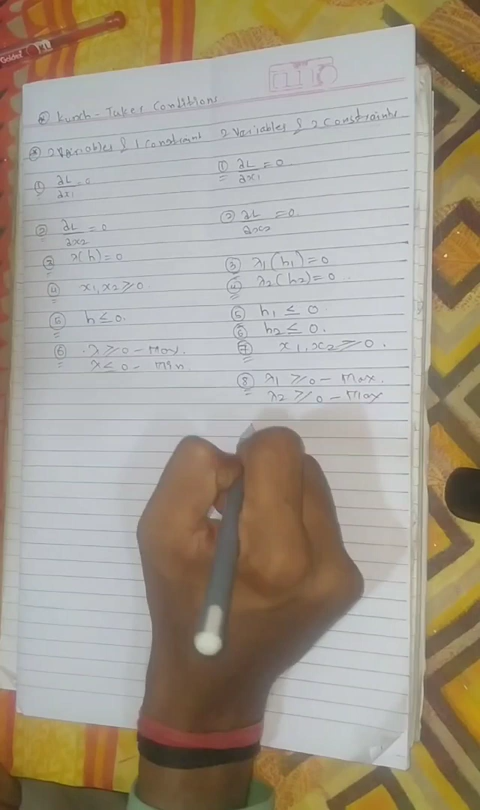 Kunch-Tucker Conditions.
2 Variables & 1 Constraint
① ∂L/∂x1 = 0
② ∂L/∂x2 = 0
③ λ(h) = 0
④ x1, x2 ≥ 0
⑤ h ≤ 0.
⑥ λ ≥ 0 - Max.
λ ≤ 0 - Min
2 Variables & 2 Constraints
① ∂L/∂x1 = 0
② ∂L/∂x2 = 0.
③ λ1(h1) = 0
④ λ2(h2) = 0.
⑤ h1 ≤ 0
⑥ h2 ≤ 0.
⑦ x1, x2 ≥ 0.
⑧ λ1 ≥ 0 - Max.
λ2 ≥ 0 - Max